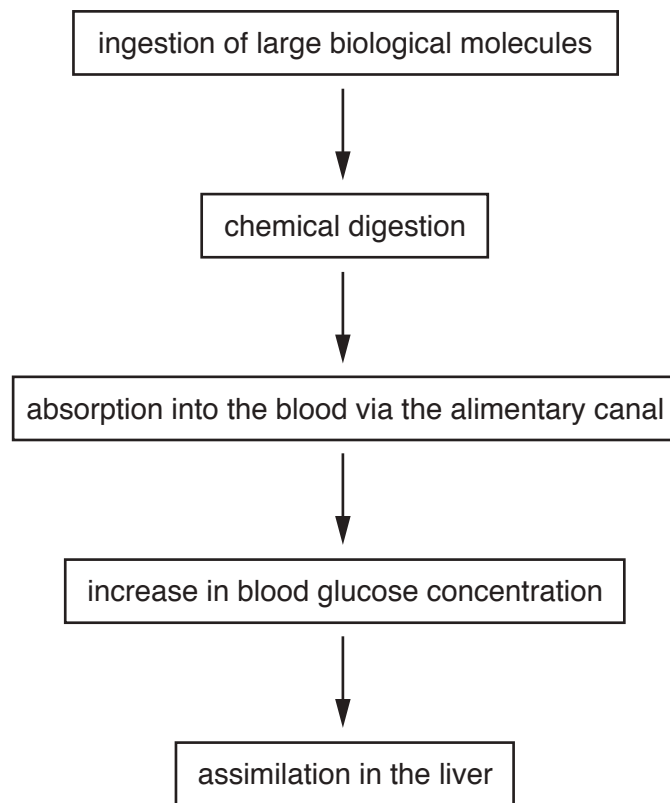 ingestion of large biological molecules
chemical digestion
absorption into the blood via the alimentary canal
increase in blood glucose concentration
assimilation in the liver